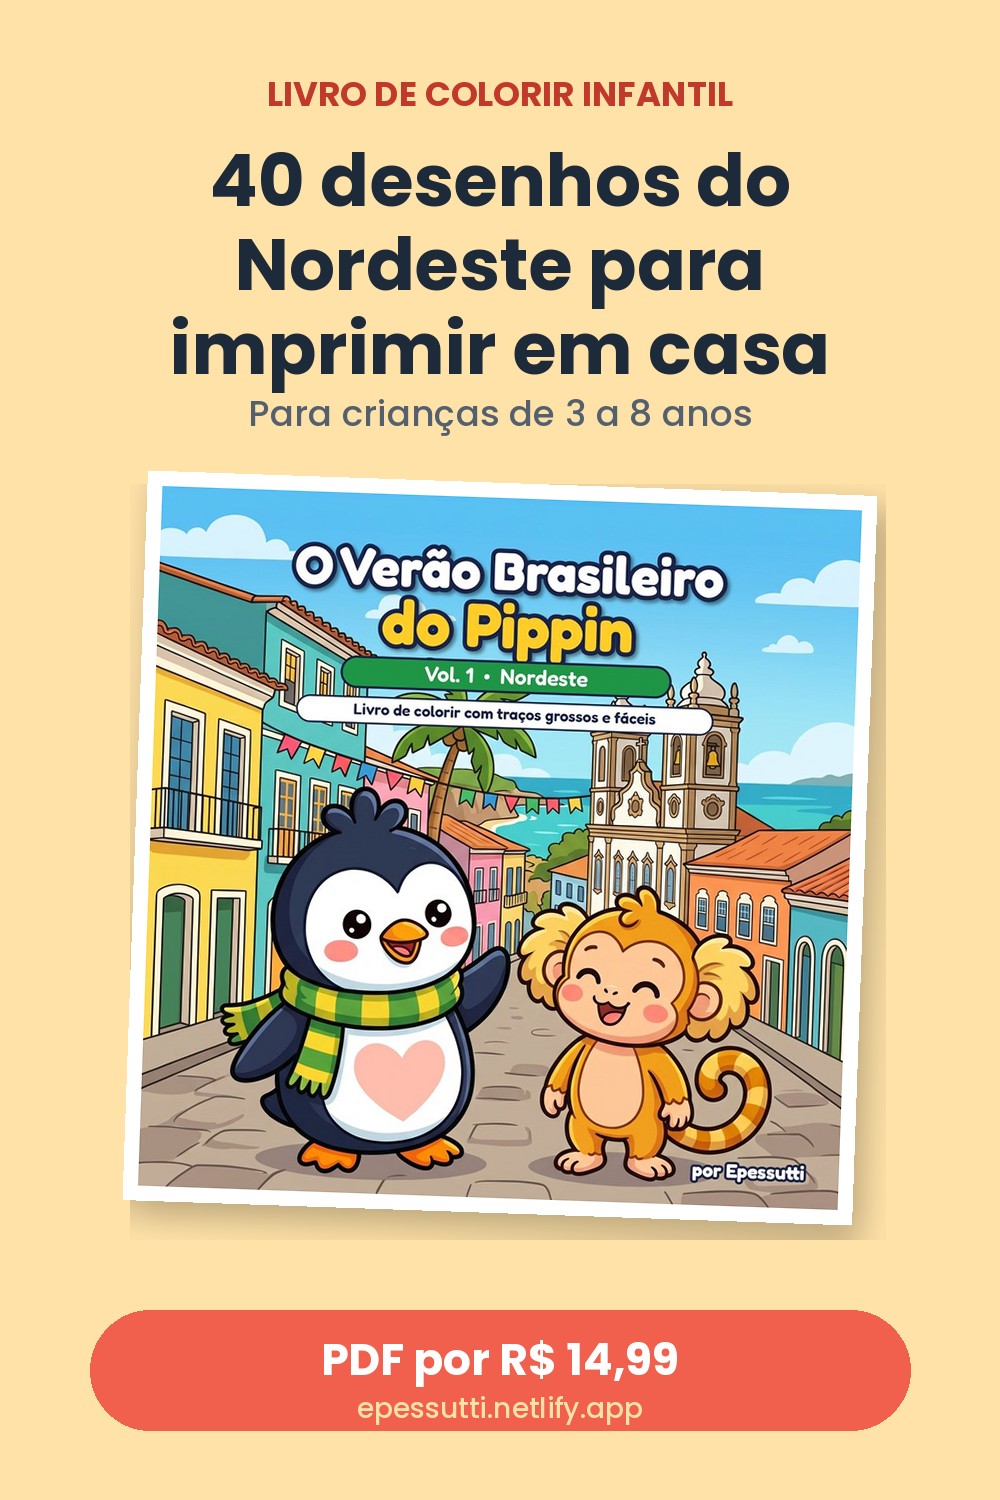 LIVRO DE COLORIR INFANTIL
40 desenhos do
Nordeste para
imprimir em casa
Para crianças de 3 a 8 anos
O Verão Brasileiro
do Pippin
Vol. 1 • Nordeste
Livro de colorir com traços grossos e fáceis
por Epessutti
PDF por R$ 14,99
epessutti.netlify.app